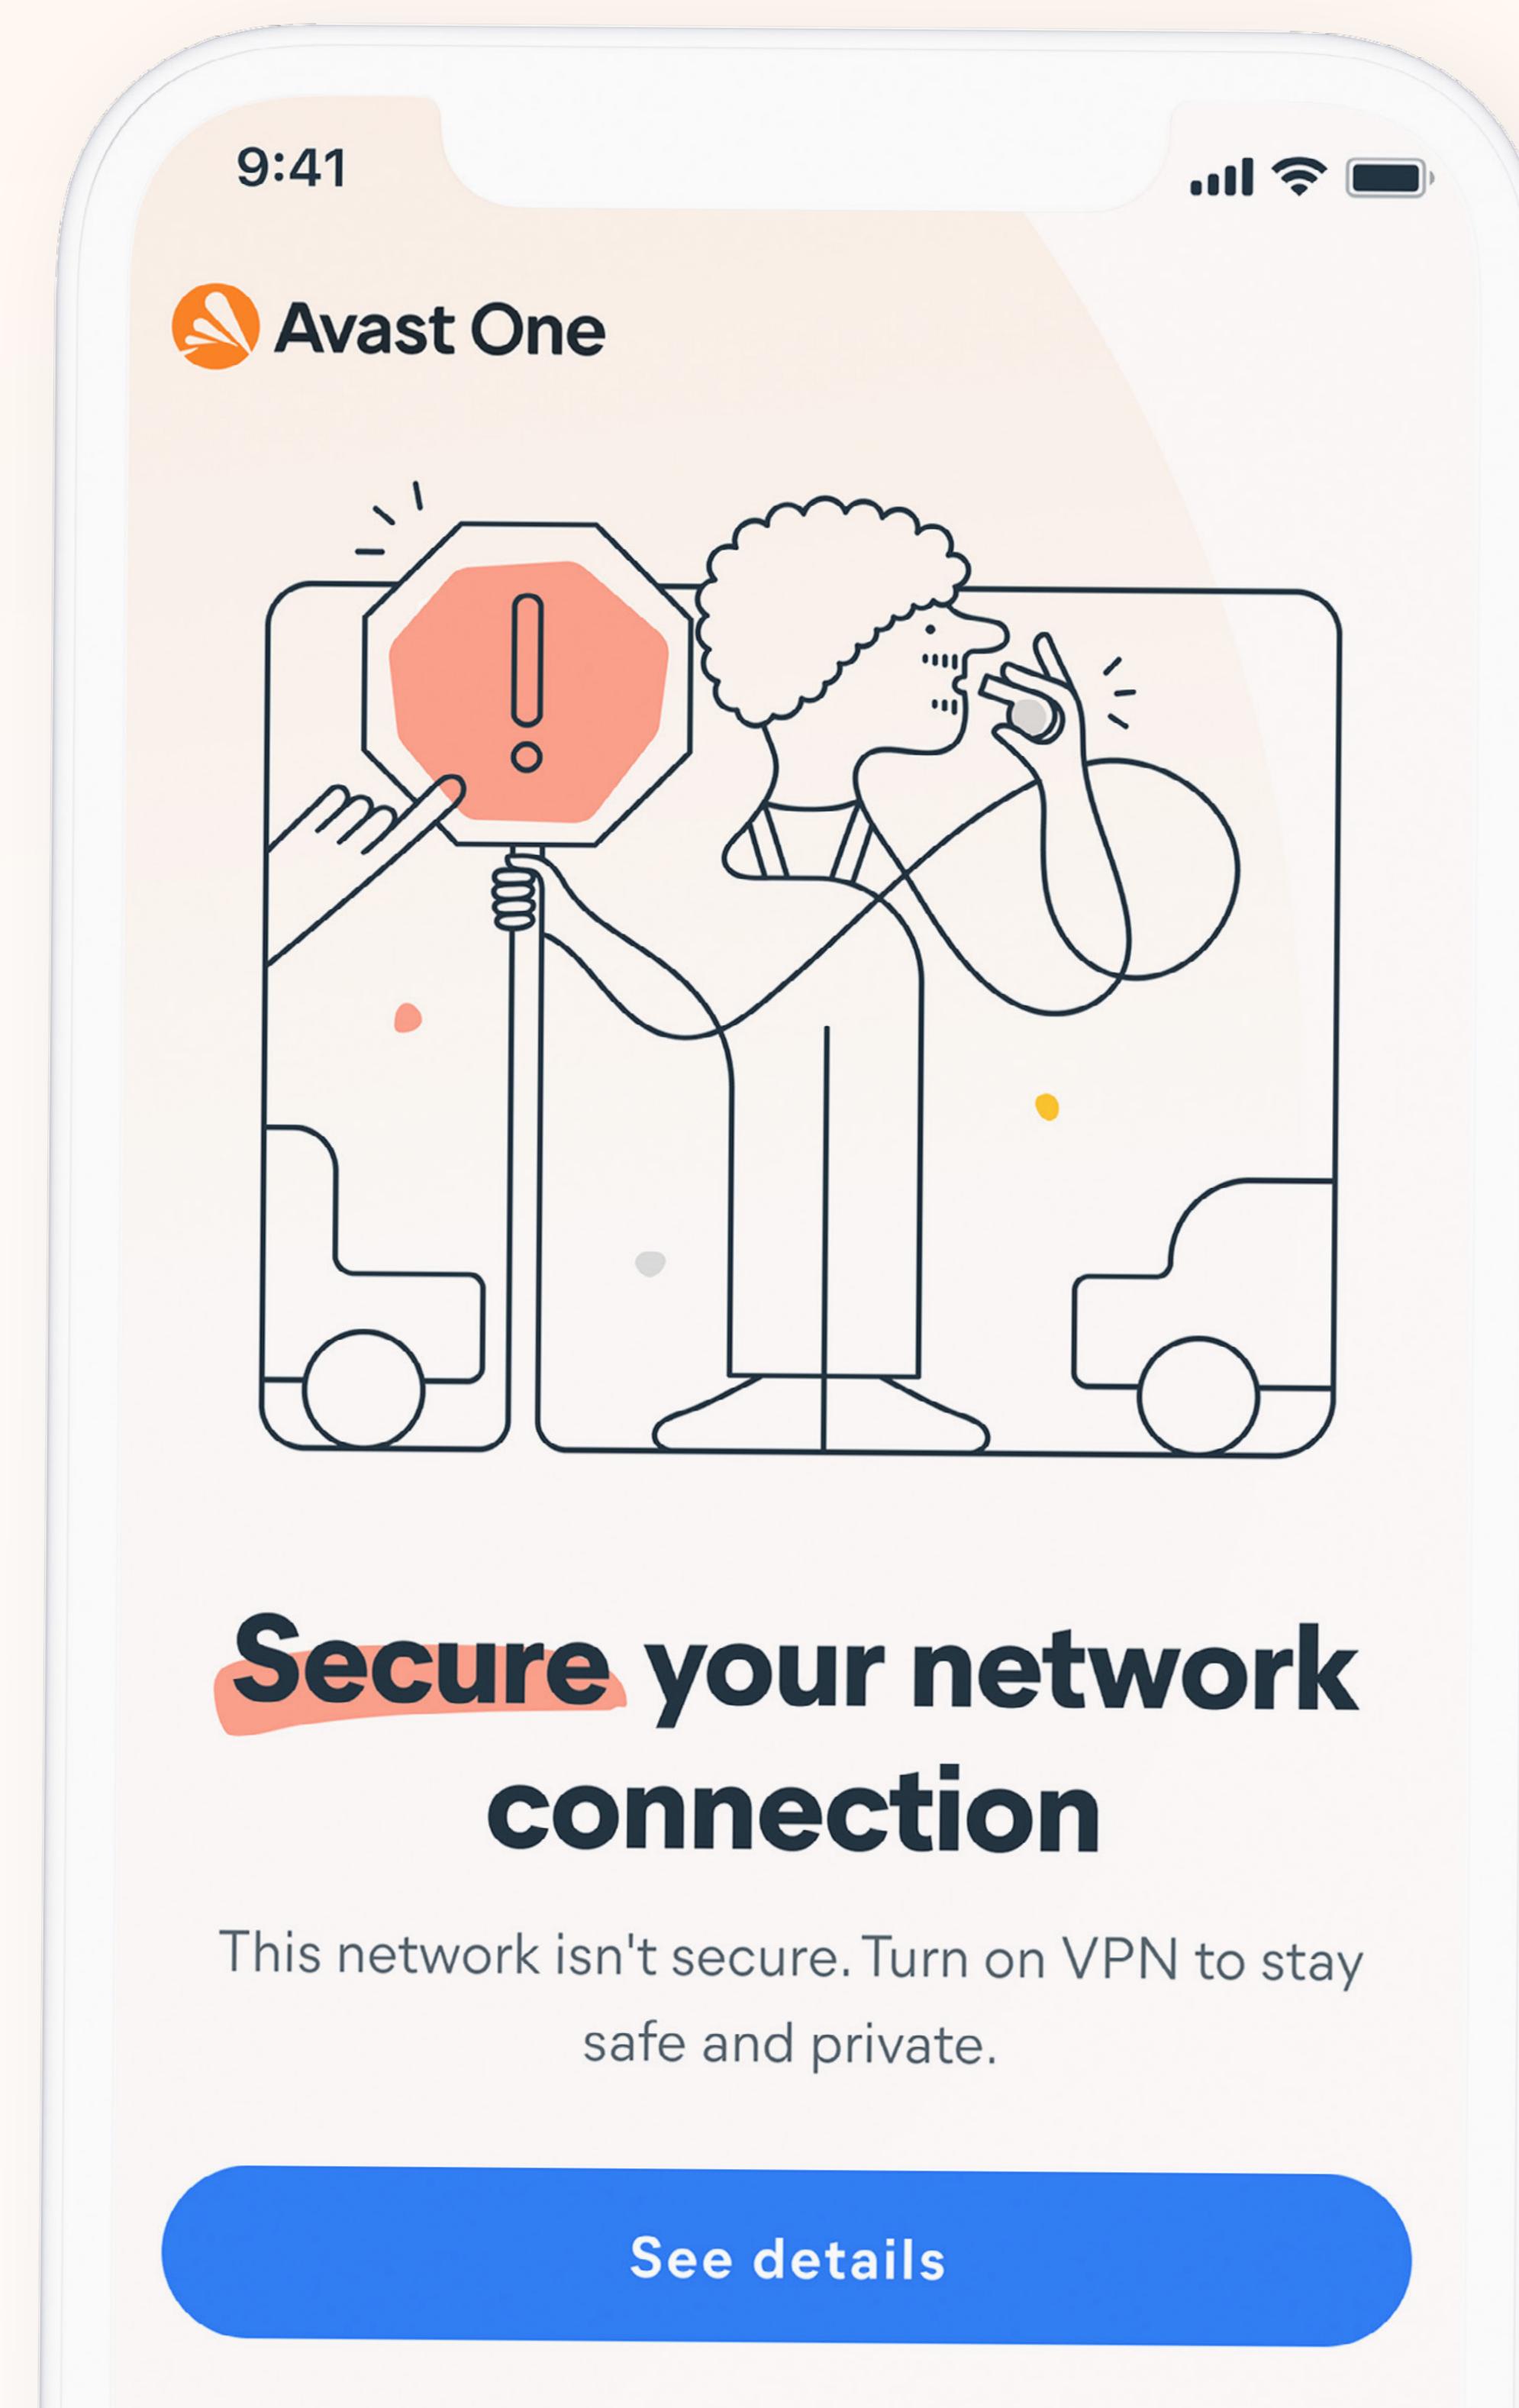 9:41
Avast One
!
Secure your network
connection
This network isn't secure. Turn on VPN to stay
safe and private.
See details